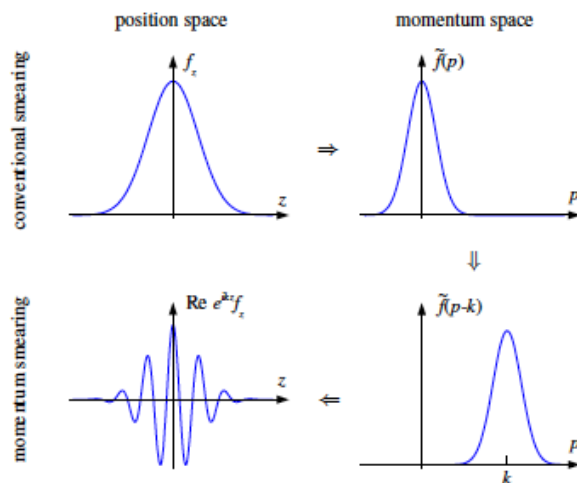 position space
momentum space
conventional smearing
f_z
z
⇒
f̃(p)
p
⇓
momentum smearing
Re e^{ikz}f_z
z
⇐
f̃(p-k)
k
p